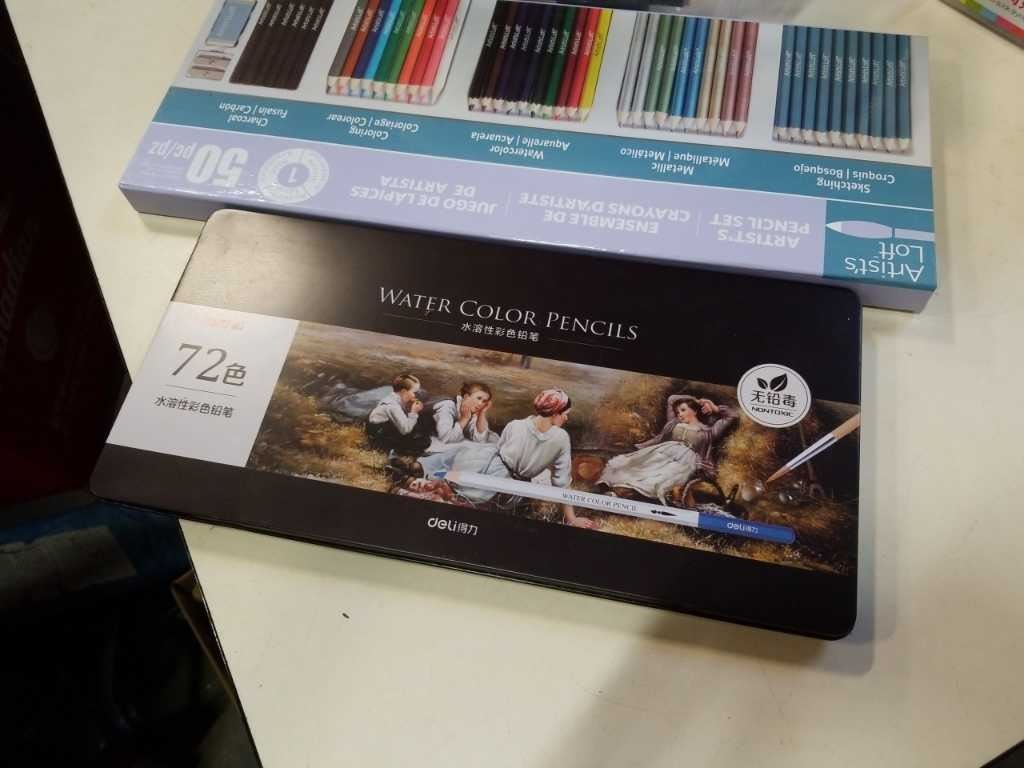 Artist's
Loft
ARTIST'S
PENCIL SET
ENSEMBLE DE
CRAYONS D'ARTISTE
JUEGO DE LÁPICES
DE ARTISTA
1
50 pc/pz
Sketching
Croquis | Bosquejo
Metallic
Métallique | Metálico
Watercolor
Aquarelle | Acuarela
Coloring
Coloriage | Colorear
Charcoal
Fusain | Carbón
WATER COLOR PENCILS
水溶性彩色铅笔
72色
水溶性彩色铅笔
无铅毒
NONTOXIC
WATER COLOR PENCIL
deli得力
deli得力